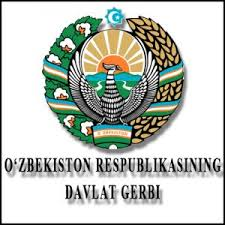 O‘ZBEKISTON RESPUBLIKASINING
DAVLAT GERBI